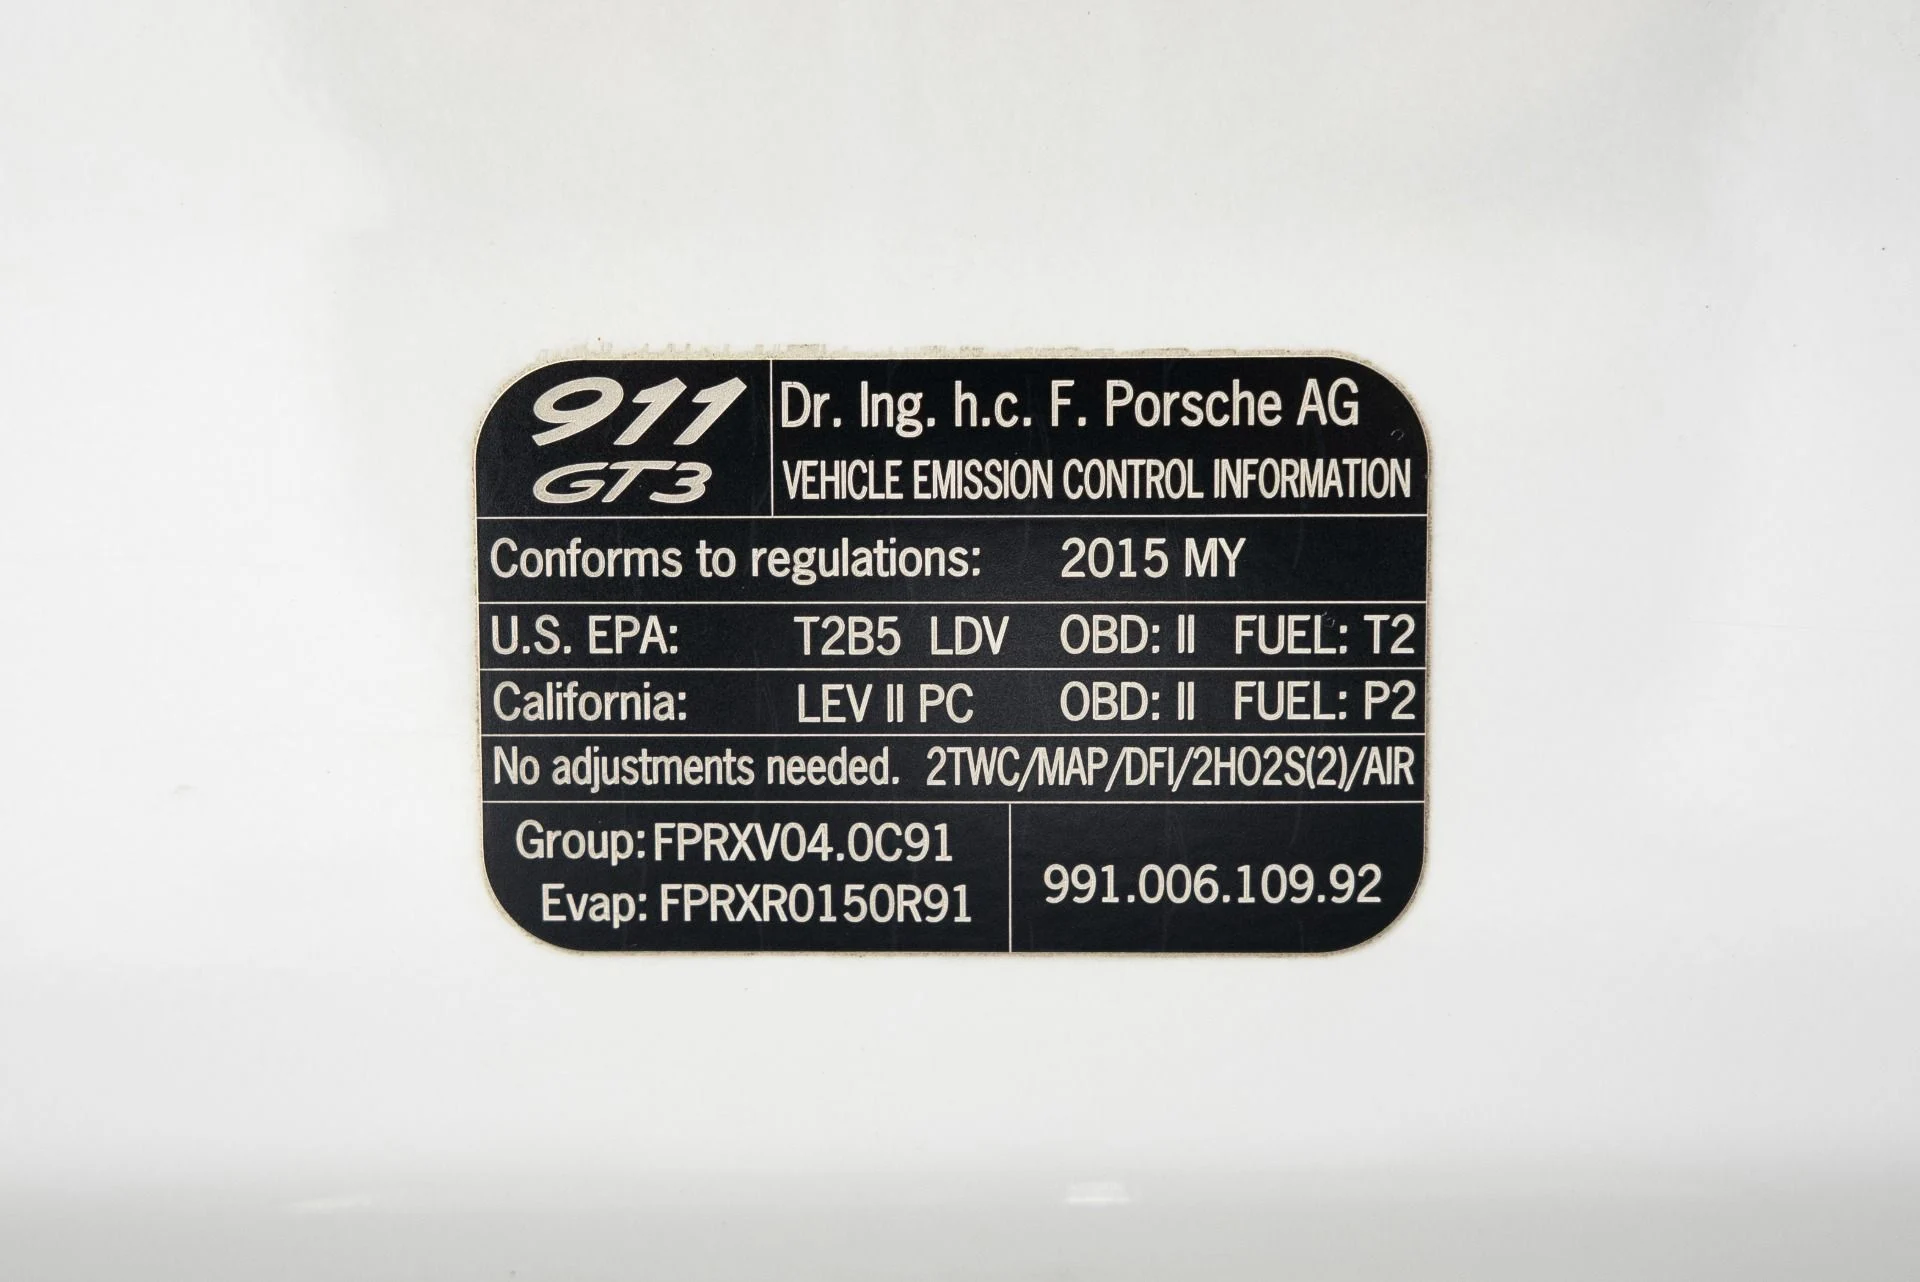 911
GT3
Dr. Ing. h.c. F. Porsche AG
VEHICLE EMISSION CONTROL INFORMATION
Conforms to regulations: 2015 MY
U.S. EPA: T2B5 LDV OBD: II FUEL: T2
California: LEV II PC OBD: II FUEL: P2
No adjustments needed. 2TWC/MAP/DFI/2HO2S(2)/AIR
Group: FPRXV04.0C91
Evap: FPRXR0150R91
991.006.109.92